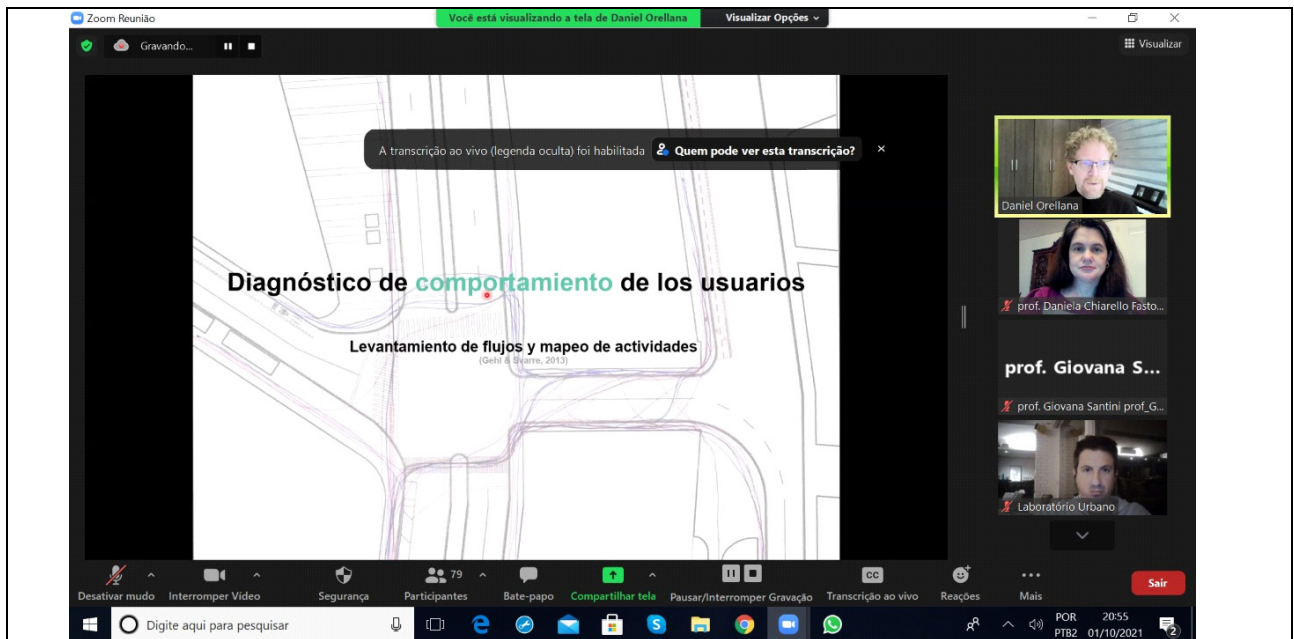 Zoom Reunião
Você está visualizando a tela de Daniel Orellana
Visualizar Opções
Gravando...
Visualizar
A transcrição ao vivo (legenda oculta) foi habilitada
Quem pode ver esta transcrição?
Diagnóstico de comportamiento de los usuarios
Levantamiento de flujos y mapeo de actividades
(Gehl & Svarre, 2013)
Daniel Orellana
prof. Daniela Chiarello Fasto...
prof. Giovana S...
prof. Giovana Santini prof_G...
Laboratório Urbano
Desativar mudo
Interromper Vídeo
Segurança
79
Participantes
Bate-papo
Compartilhar tela
Pausar/Interromper Gravação
CC
Transcrição ao vivo
Reações
Mais
Sair
Digite aqui para pesquisar
POR
PTB2
20:55
01/10/2021
2